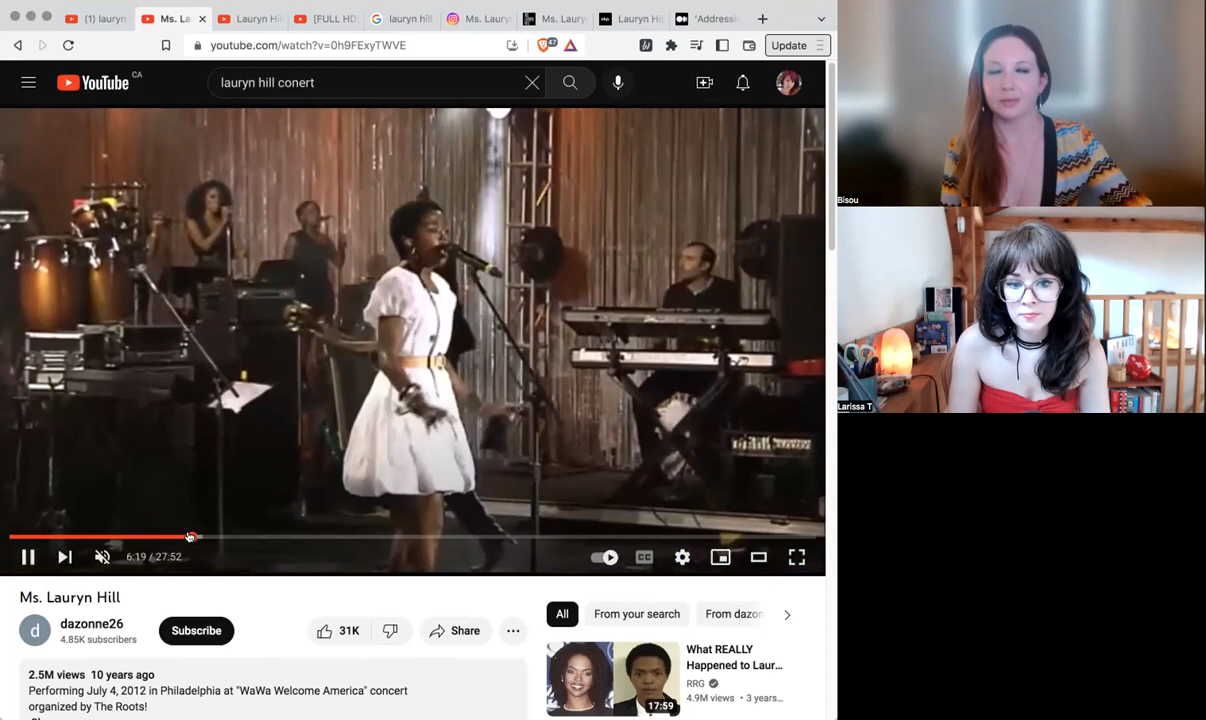 (1) lauryn
Ms. La
Lauryn Hil
[FULL HD]
lauryn hill
Ms. Laury
Ms. Laury
Lauryn Hil
'Addressi
youtube.com/watch?v=0h9FExyTWVE
47
Update
YouTube CA
lauryn hill conert
Bisou
Larissa T
6:19 / 27:52
CC
Ms. Lauryn Hill
d
dazonne26
4.85K subscribers
Subscribe
31K
Share
All
From your search
From dazon
2.5M views 10 years ago
Performing July 4, 2012 in Philadelphia at "WaWa Welcome America" concert
organized by The Roots!
What REALLY
Happened to Laur...
RRG
4.9M views • 3 years...
17:59